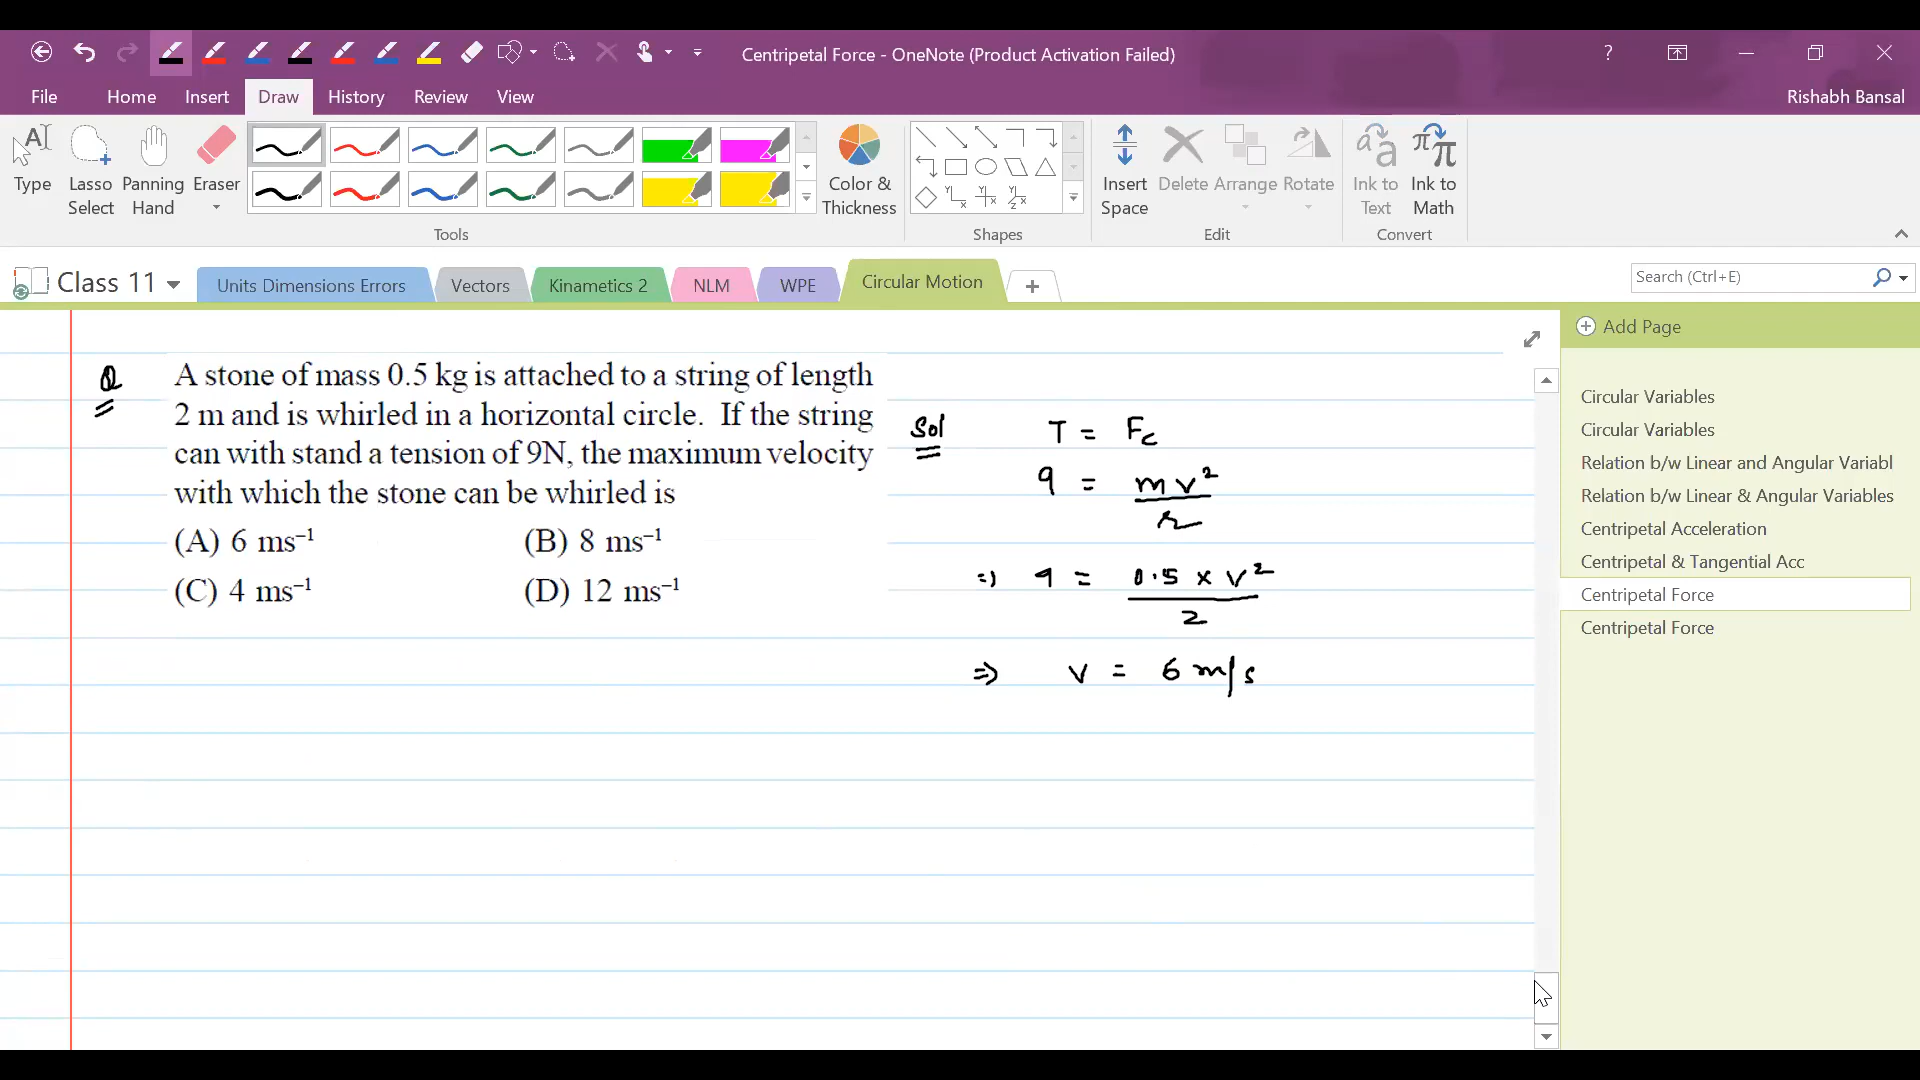 Centripetal Force - OneNote (Product Activation Failed)
?
File Home Insert Draw History Review View
Rishabh Bansal
Type
Lasso Select
Panning Hand
Eraser
Color & Thickness
Insert Space
Delete
Arrange
Rotate
Ink to Text
Ink to Math
Tools
Shapes
Edit
Convert
Class 11
Units Dimensions Errors
Vectors
Kinametics 2
NLM
WPE
Circular Motion
Search (Ctrl+E)
Add Page
Circular Variables
Circular Variables
Relation b/w Linear and Angular Variabl
Relation b/w Linear & Angular Variables
Centripetal Acceleration
Centripetal & Tangential Acc
Centripetal Force
Centripetal Force
Q
A stone of mass 0.5 kg is attached to a string of length
2 m and is whirled in a horizontal circle. If the string
can with stand a tension of 9N, the maximum velocity
with which the stone can be whirled is
(A) 6 ms⁻¹ (B) 8 ms⁻¹
(C) 4 ms⁻¹ (D) 12 ms⁻¹
Sol T = Fc
9 = mv²
r
=) 9 = 0.5 × v²
2
=> v = 6 m/s